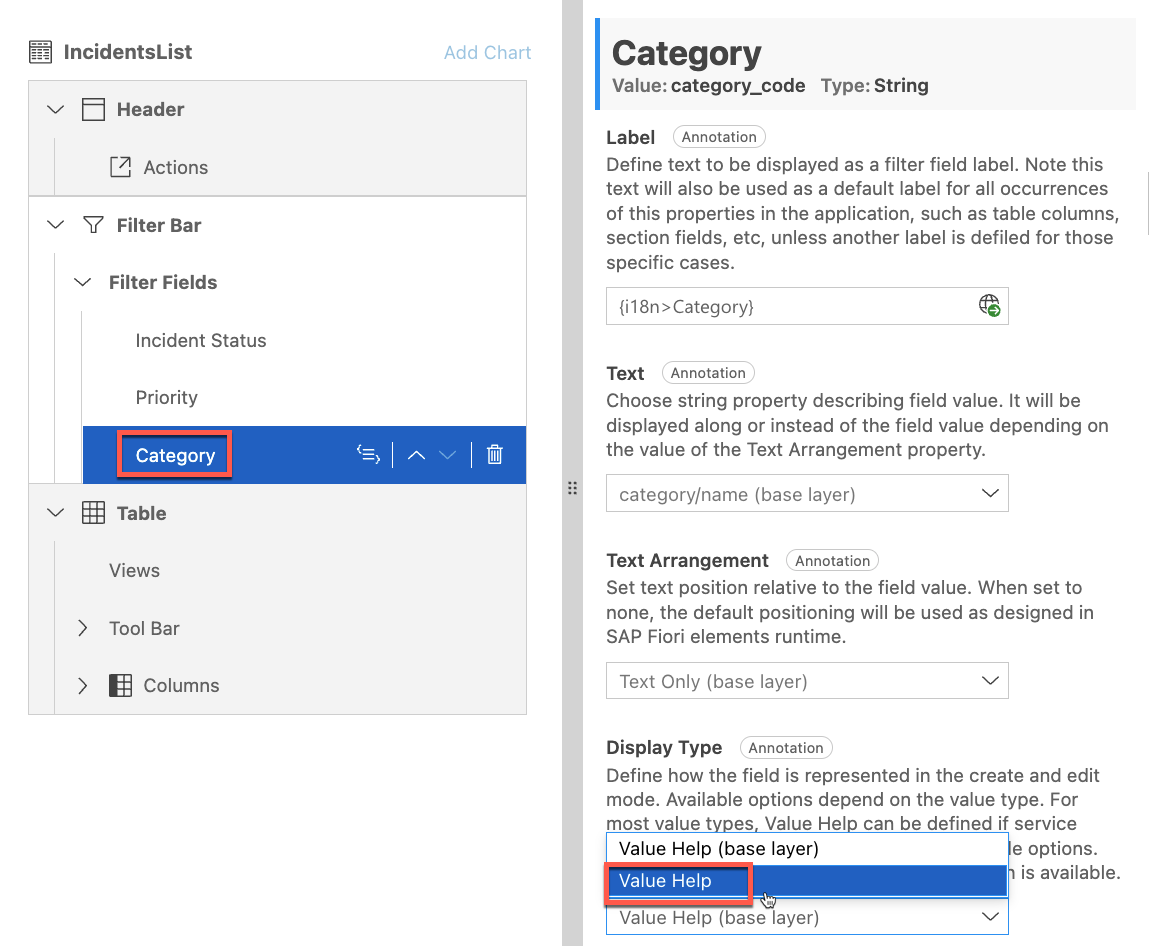 IncidentsList
Add Chart
Header
Actions
Filter Bar
Filter Fields
Incident Status
Priority
Category
Table
Views
Tool Bar
Columns
Category
Value: category_code Type: String
Label Annotation
Define text to be displayed as a filter field label. Note this
text will also be used as a default label for all occurrences
of this properties in the application, such as table columns,
section fields, etc, unless another label is defiled for those
specific cases.
{i18n>Category}
Text Annotation
Choose string property describing field value. It will be
displayed along or instead of the field value depending on
the value of the Text Arrangement property.
category/name (base layer)
Text Arrangement Annotation
Set text position relative to the field value. When set to
none, the default positioning will be used as designed in
SAP Fiori elements runtime.
Text Only (base layer)
Display Type Annotation
Define how the field is represented in the create and edit
mode. Available options depend on the value type. For
most value types, Value Help can be defined if service
Value Help (base layer) options.
Value Help is available.
Value Help (base layer)